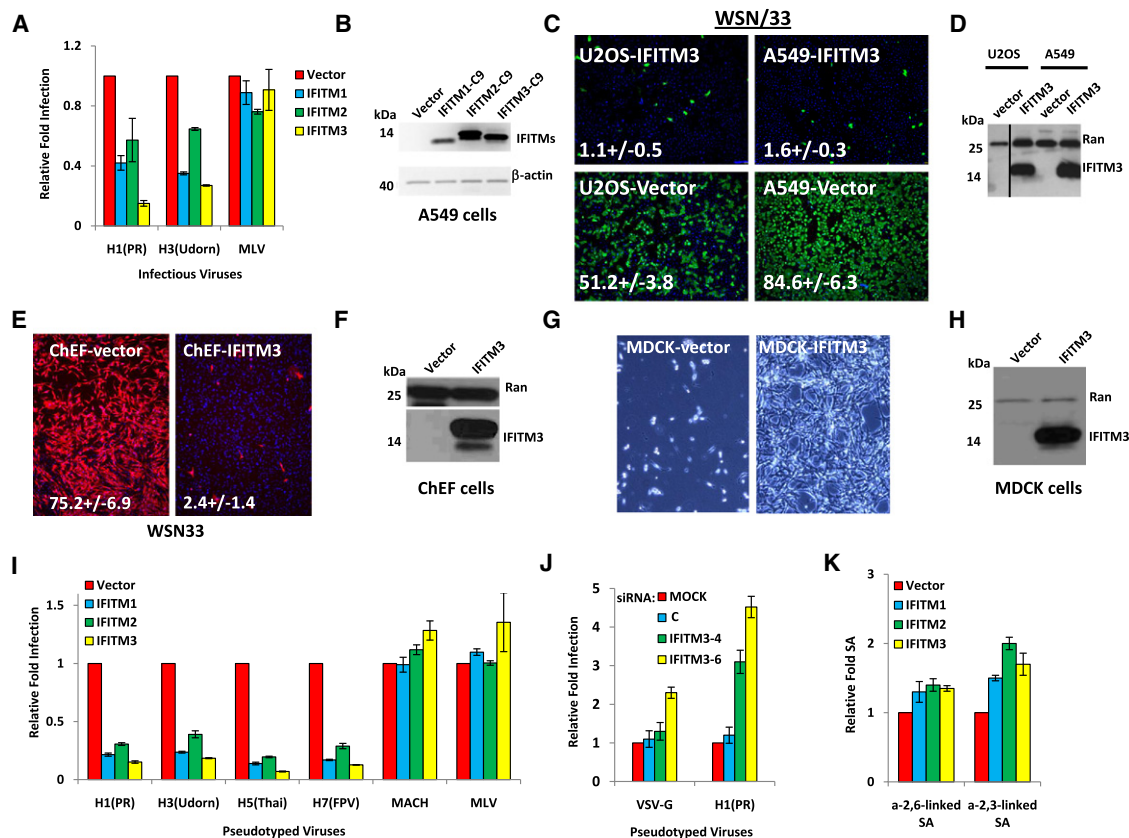 A
1.2
0.8
0.4
0
Relative Fold Infection
Vector
IFITM1
IFITM2
IFITM3
H1(PR)
H3(Udorn)
MLV
Infectious Viruses
B
Vector
IFITM1-C9
IFITM2-C9
IFITM3-C9
kDa
14
IFITMs
β-actin
40
A549 cells
C
WSN/33
U2OS-IFITM3
A549-IFITM3
1.1+/-0.5
1.6+/-0.3
U2OS-Vector
A549-Vector
51.2+/-3.8
84.6+/-6.3
D
U2OS
A549
vector
IFITM3
vector
IFITM3
kDa
25
Ran
14
IFITM3
E
ChEF-vector
ChEF-IFITM3
75.2+/-6.9
2.4+/-1.4
WSN33
F
Vector
IFITM3
kDa
25
Ran
14
IFITM3
ChEF cells
G
MDCK-vector
MDCK-IFITM3
H
Vector
IFITM3
kDa
25
Ran
14
IFITM3
MDCK cells
I
Vector
IFITM1
IFITM2
IFITM3
1.5
1
0.5
0
Relative Fold Infection
H1(PR)
H3(Udorn)
H5(Thai)
H7(FPV)
MACH
MLV
Pseudotyped Viruses
J
5
4
3
2
1
0
Relative Fold Infection
siRNA:
MOCK
C
IFITM3-4
IFITM3-6
VSV-G
H1(PR)
Pseudotyped Viruses
K
3
2
1
0
Relative Fold SA
Vector
IFITM1
IFITM2
IFITM3
a-2,6-linked
SA
a-2,3-linked
SA